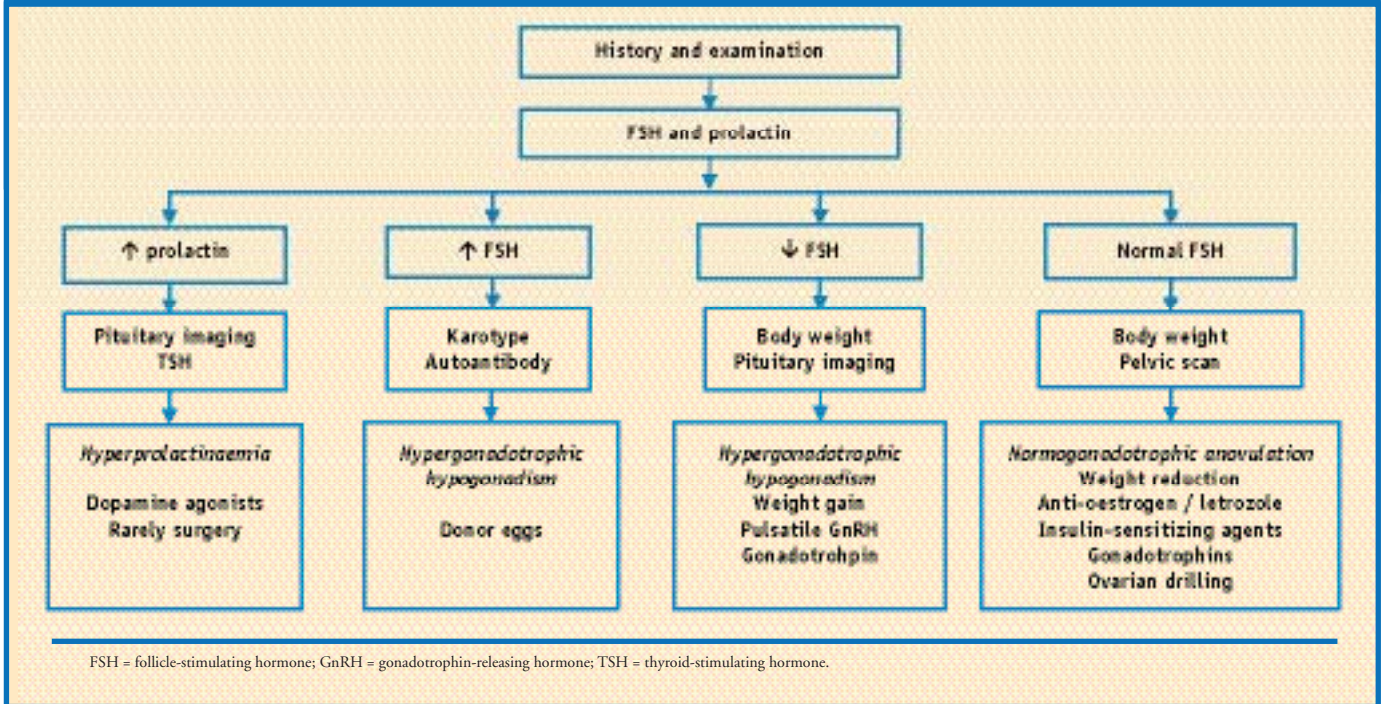 History and examination
FSH and prolactin
↑ prolactin
Pituitary imaging
TSH
Hyperprolactinaemia
Dopamine agonists
Rarely surgery
↑ FSH
Karotype
Autoantibody
Hypergonadotrophic
hypogonadism
Donor eggs
↓ FSH
Body weight
Pituitary imaging
Hypergonadotrophic
hypogonadism
Weight gain
Pulsatile GnRH
Gonadotrohpin
Normal FSH
Body weight
Pelvic scan
Normogonadotrophic anovulation
Weight reduction
Anti-oestrogen / letrozole
Insulin-sensitizing agents
Gonadotrophins
Ovarian drilling
FSH = follicle-stimulating hormone; GnRH = gonadotrophin-releasing hormone; TSH = thyroid-stimulating hormone.